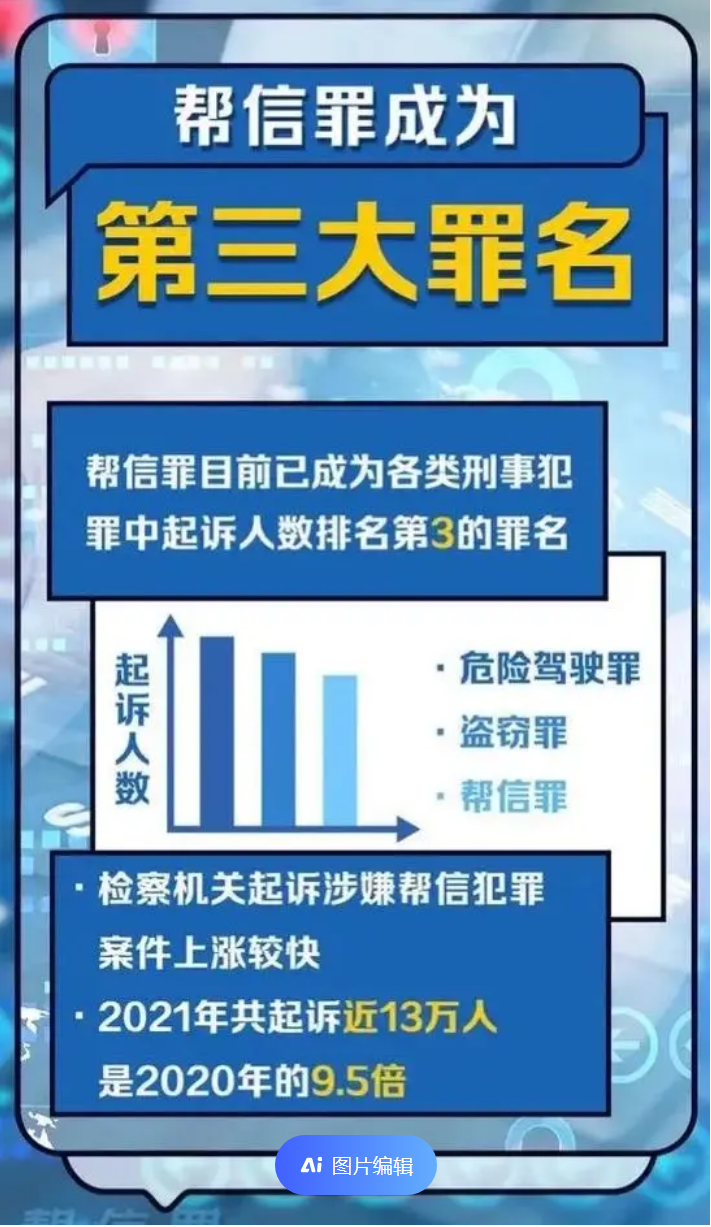 帮信罪成为
第三大罪名
帮信罪目前已成为各类刑事犯
罪中起诉人数排名第3的罪名
起诉人数
· 危险驾驶罪
· 盗窃罪
· 帮信罪
· 检察机关起诉涉嫌帮信犯罪
案件上涨较快
· 2021年共起诉近13万人
是2020年的9.5倍
Ai 图片编辑
帮信罪